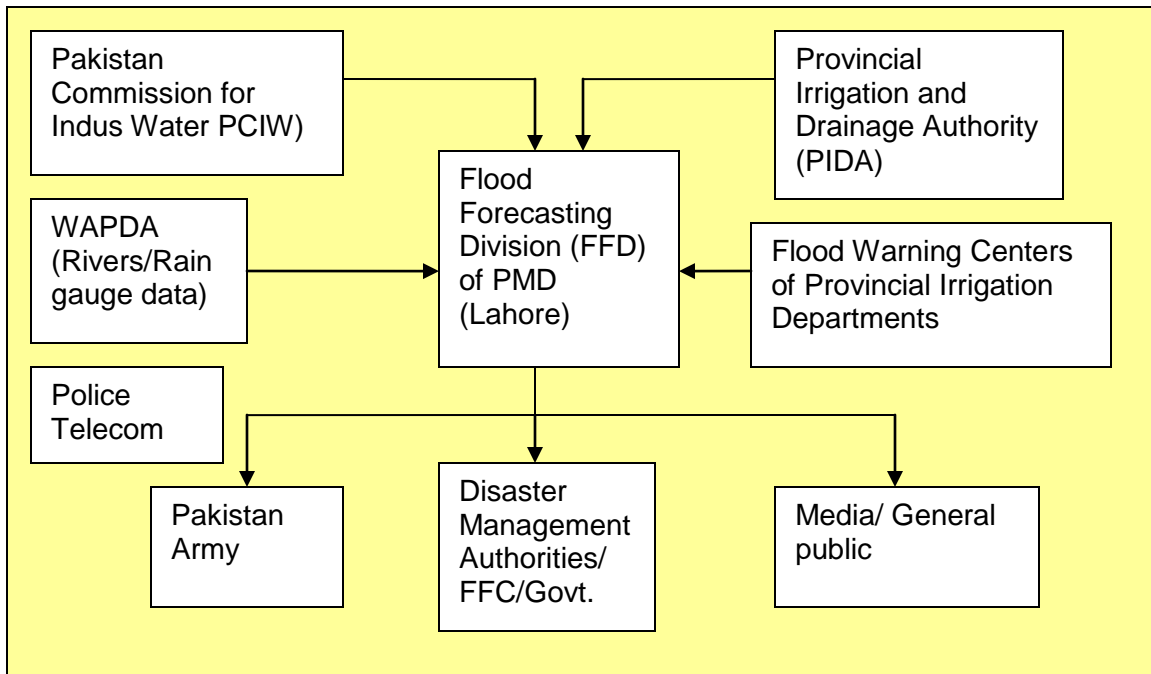 Pakistan
Commission for
Indus Water PCIW)
Provincial
Irrigation and
Drainage Authority
(PIDA)
Flood
Forecasting
Division (FFD)
of PMD
(Lahore)
WAPDA
(Rivers/Rain
gauge data)
Flood Warning Centers
of Provincial Irrigation
Departments
Police
Telecom
Pakistan
Army
Disaster
Management
Authorities/
FFC/Govt.
Media/ General
public